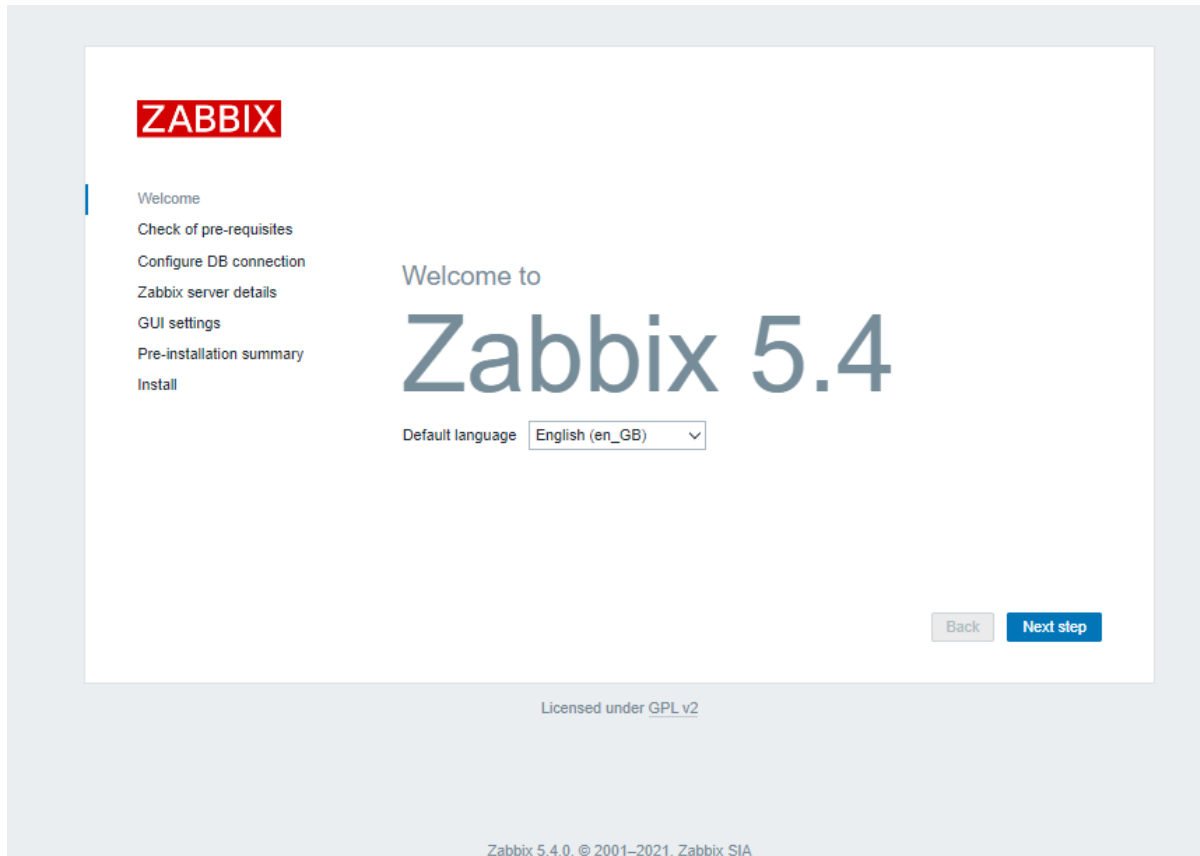 ZABBIX
Welcome
Check of pre-requisites
Configure DB connection
Zabbix server details
GUI settings
Pre-installation summary
Install
Welcome to
Zabbix 5.4
Default language English (en_GB)
Back Next step
Licensed under GPL v2
Zabbix 5.4.0. © 2001–2021, Zabbix SIA